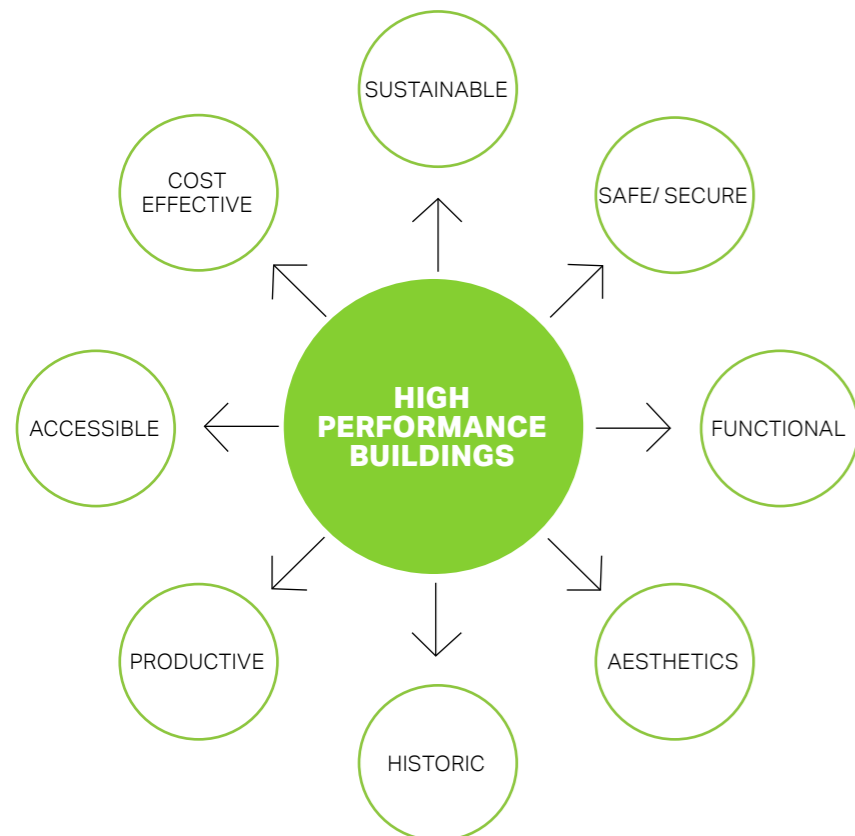 SUSTAINABLE
COST
EFFECTIVE
SAFE/ SECURE
ACCESSIBLE
HIGH
PERFORMANCE
BUILDINGS
FUNCTIONAL
PRODUCTIVE
AESTHETICS
HISTORIC